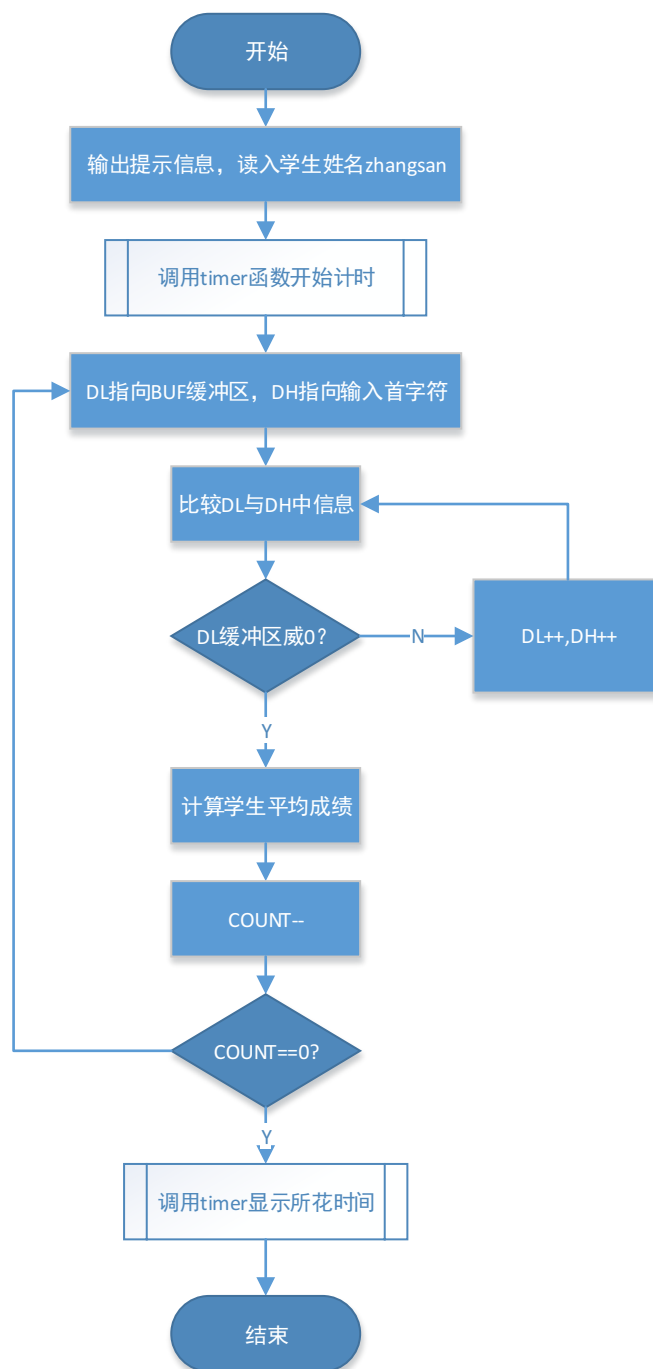 开始
输出提示信息，读入学生姓名zhangsan
调用timer函数开始计时
DL指向BUF缓冲区，DH指向输入首字符
比较DL与DH中信息
DL缓冲区威0？
N
DL++,DH++
Y
计算学生平均成绩
COUNT--
COUNT==0?
Y
调用timer显示所花时间
结束